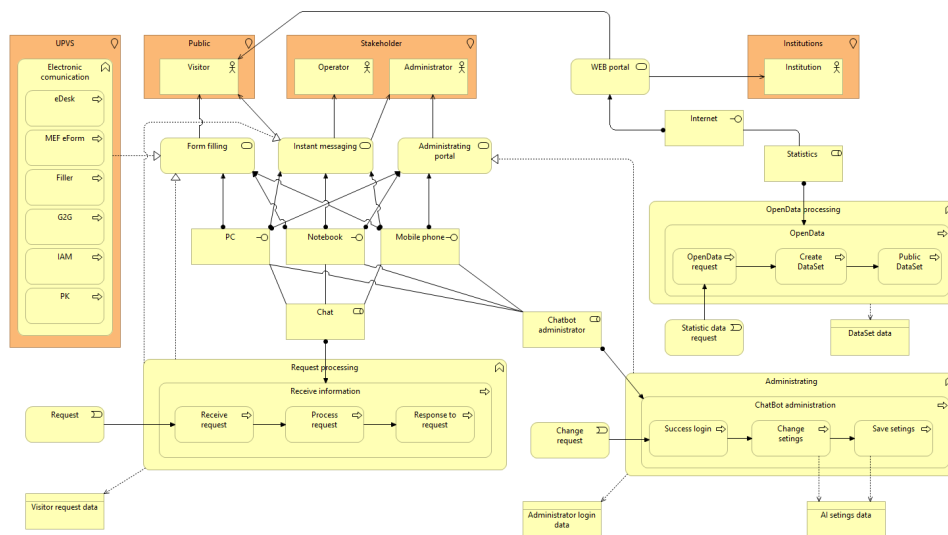 UPVS
Public
Stakeholder
Institutions
Electronic
comunication
Visitor
Operator
Administrator
WEB portal
Institution
eDesk
MEF eForm
Filler
G2G
IAM
PK
Internet
Form filling
Instant messaging
Administrating
portal
Statistics
OpenData processing
OpenData
OpenData
request
Create
DataSet
Public
DataSet
PC
Notebook
Mobile phone
Chat
Chatbot
administrator
Statistic data
request
DataSet data
Request processing
Receive information
Request
Receive
request
Process
request
Response to
request
Administrating
ChatBot administration
Change
request
Success login
Change
setings
Save setings
Visitor request data
Administrator login
data
AI setings data